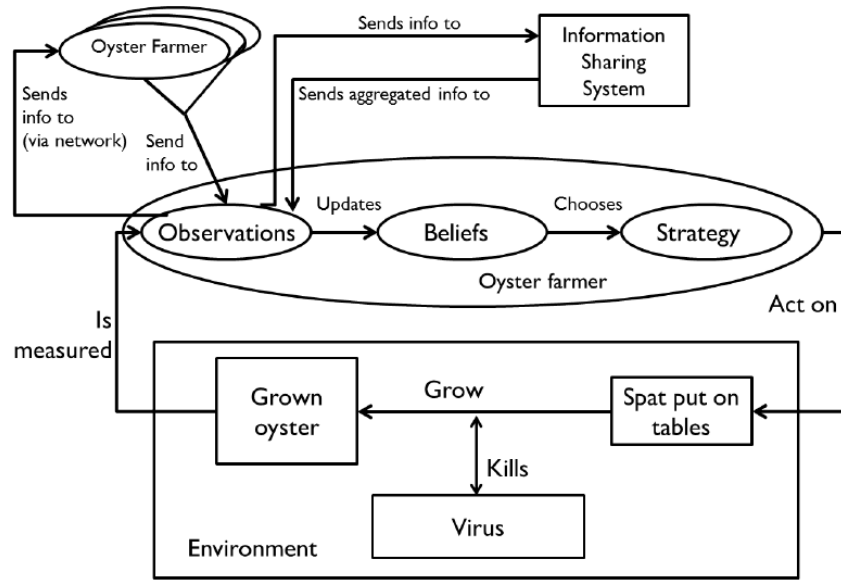 Oyster Farmer
Sends info to
Information
Sharing
System
Sends aggregated info to
Sends
info to
(via network)
Send
info to
Observations
Updates
Beliefs
Chooses
Strategy
Oyster farmer
Act on
Is
measured
Grown
oyster
Grow
Spat put on
tables
Kills
Virus
Environment